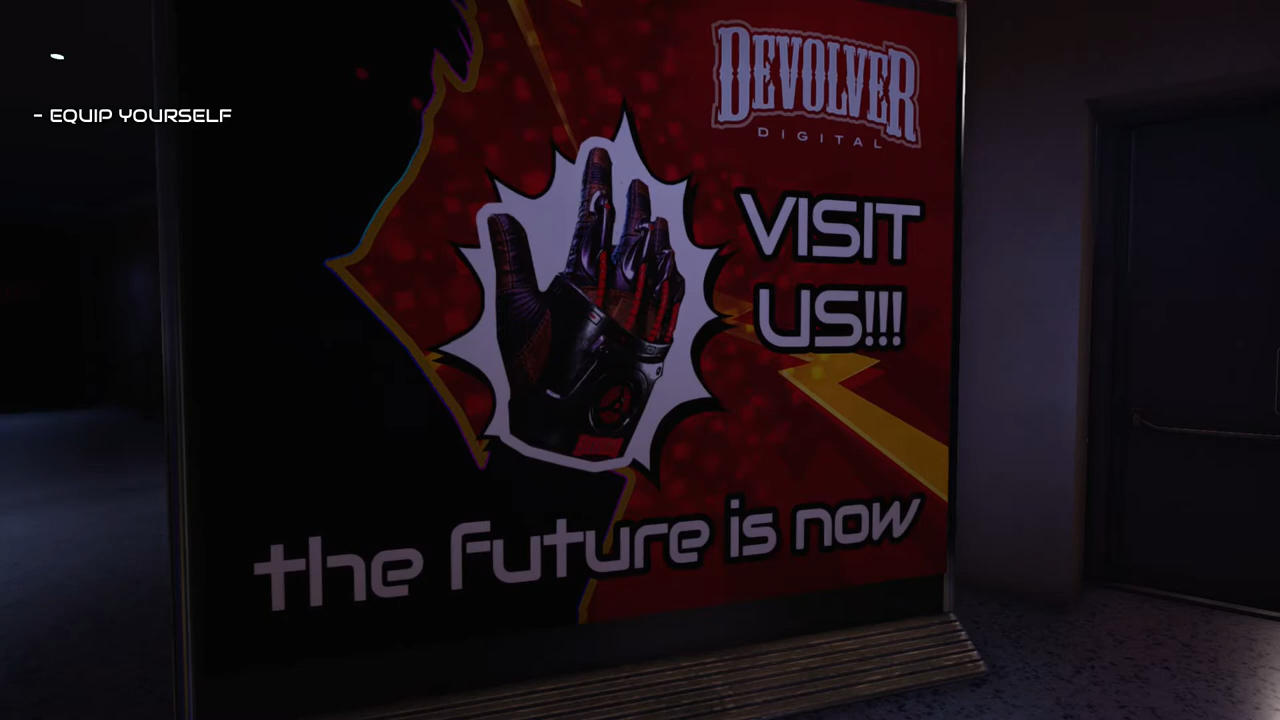 - EQUIP YOURSELF
DEVOLVER
DIGITAL
VISIT
US!!!
the future is now